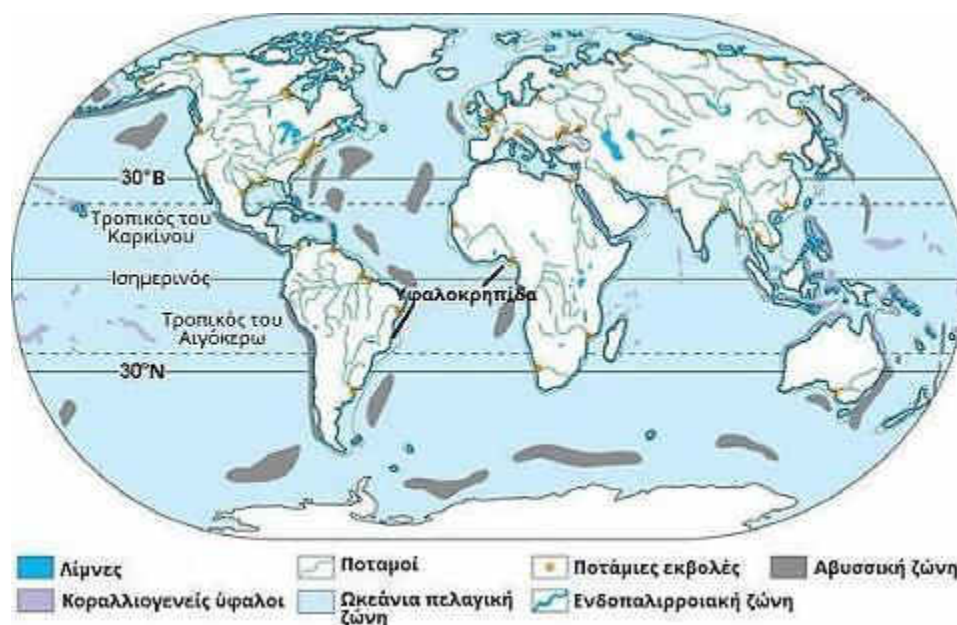 30°Β
Τροπικός του
Καρκίνου
Ισημερινός
Υφαλοκρηπίδα
Τροπικός του
Αιγόκερω
30°Ν
Λίμνες
Ποταμοί
Ποτάμιες εκβολές
Αβυσσική ζώνη
Κοραλλιογενείς ύφαλοι
Ωκεάνια πελαγική
ζώνη
Ενδοπαλιρροιακή ζώνη